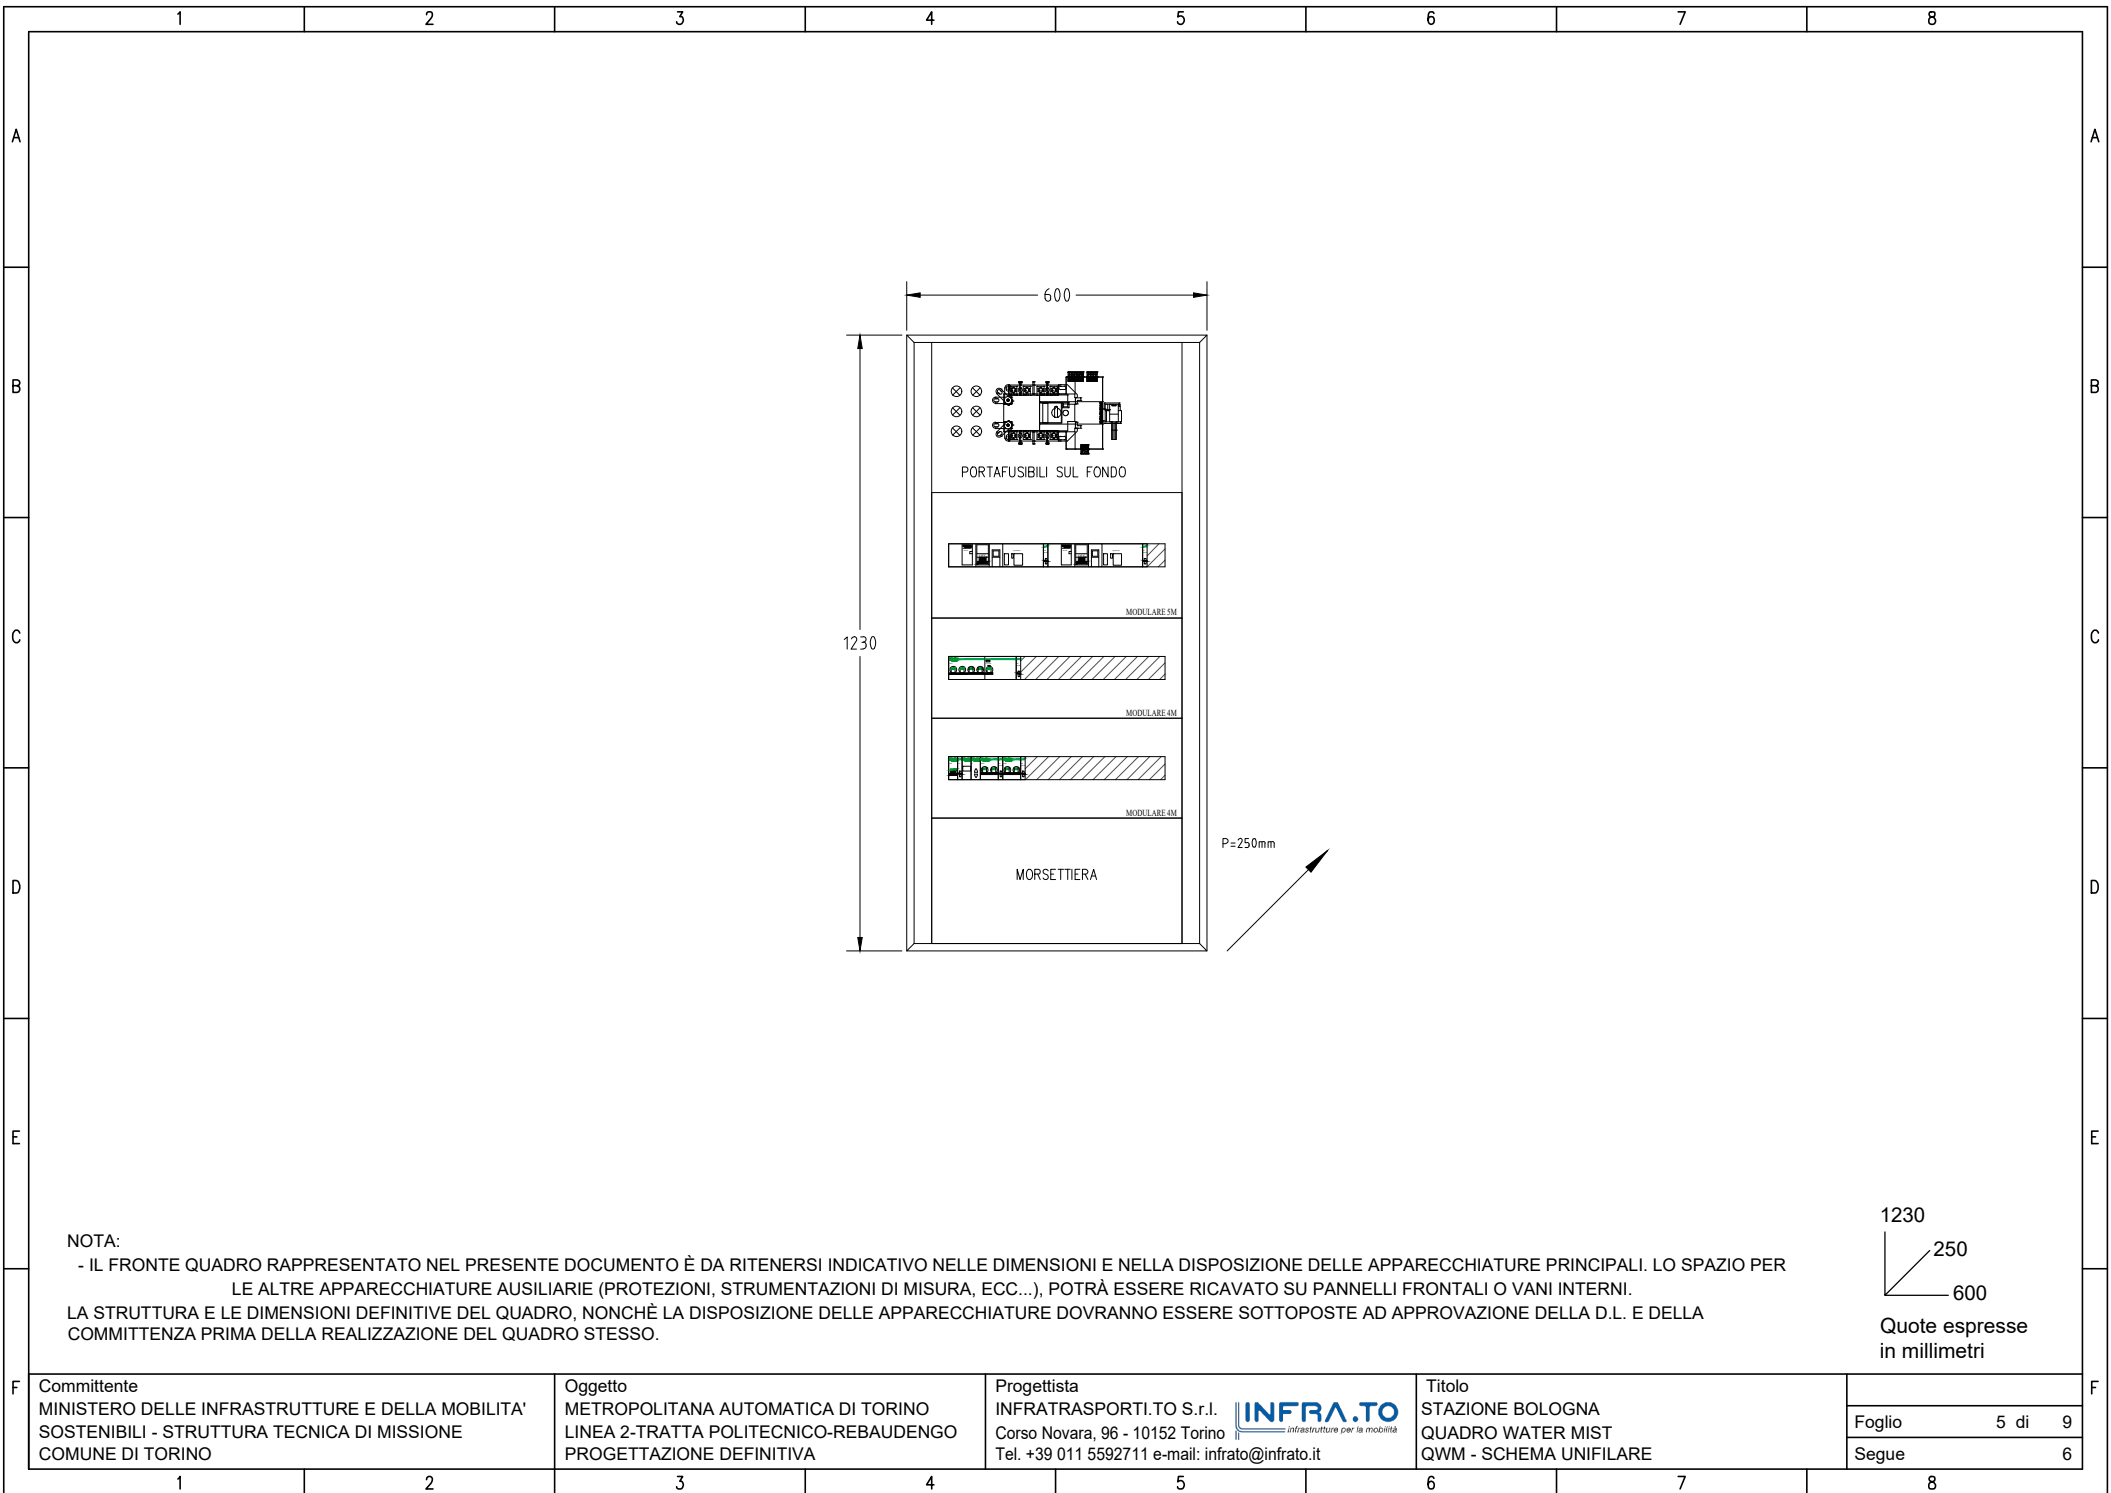 1 2 3 4 5 6 7 8
A A
B B
C C
D D
E E
F F
600
1230
PORTAFUSIBILI SUL FONDO
MODULARE 5M
MODULARE 4M
MODULARE 4M
MORSETTIERA
P=250mm
1230
250
600
Quote espresse
in millimetri
NOTA:
- IL FRONTE QUADRO RAPPRESENTATO NEL PRESENTE DOCUMENTO È DA RITENERSI INDICATIVO NELLE DIMENSIONI E NELLA DISPOSIZIONE DELLE APPARECCHIATURE PRINCIPALI. LO SPAZIO PER
LE ALTRE APPARECCHIATURE AUSILIARIE (PROTEZIONI, STRUMENTAZIONI DI MISURA, ECC...), POTRÀ ESSERE RICAVATO SU PANNELLI FRONTALI O VANI INTERNI.
LA STRUTTURA E LE DIMENSIONI DEFINITIVE DEL QUADRO, NONCHÈ LA DISPOSIZIONE DELLE APPARECCHIATURE DOVRANNO ESSERE SOTTOPOSTE AD APPROVAZIONE DELLA D.L. E DELLA
COMMITTENZA PRIMA DELLA REALIZZAZIONE DEL QUADRO STESSO.
Committente
MINISTERO DELLE INFRASTRUTTURE E DELLA MOBILITA'
SOSTENIBILI - STRUTTURA TECNICA DI MISSIONE
COMUNE DI TORINO
Oggetto
METROPOLITANA AUTOMATICA DI TORINO
LINEA 2-TRATTA POLITECNICO-REBAUDENGO
PROGETTAZIONE DEFINITIVA
Progettista
INFRATRASPORTI.TO S.r.l.
Corso Novara, 96 - 10152 Torino
Tel. +39 011 5592711 e-mail: infrato@infrato.it
INFRA.TO
infrastrutture per la mobilità
Titolo
STAZIONE BOLOGNA
QUADRO WATER MIST
QWM - SCHEMA UNIFILARE
Foglio 5 di 9
Segue 6
1 2 3 4 5 6 7 8